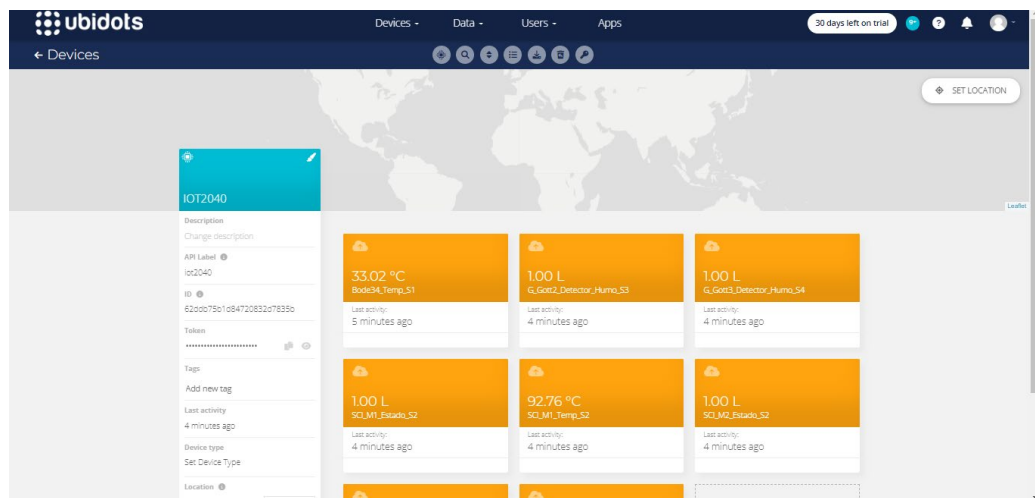 ubidots
Devices
Data
Users
Apps
30 days left on trial
9+
?
← Devices
SET LOCATION
IOT2040
Leaflet
Description
Change description
API Label
iot2040
ID
62ddb75b1d84720832d7835b
Token
Tags
Add new tag
Last activity
4 minutes ago
Device type
Set Device Type
Location
33.02 ºC
Bode34_Temp_S1
Last activity:
5 minutes ago
1.00 L
G_Gott2_Detector_Humo_S3
Last activity:
4 minutes ago
1.00 L
G_Gott3_Detector_Humo_S4
Last activity:
4 minutes ago
1.00 L
SCI_M1_Estado_S2
Last activity:
4 minutes ago
92.76 ºC
SCI_M1_Temp_S2
Last activity:
4 minutes ago
1.00 L
SCI_M2_Estado_S2
Last activity:
4 minutes ago